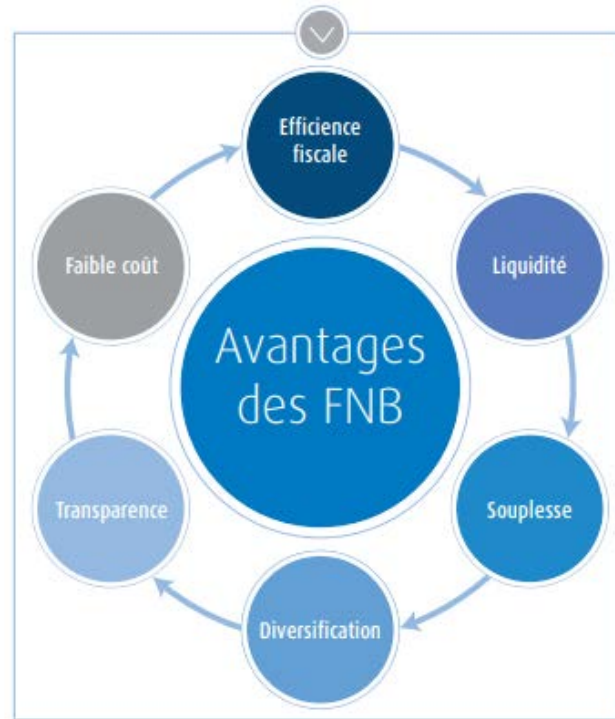 Efficience
fiscale
Liquidité
Souplesse
Diversification
Transparence
Faible coût
Avantages
des FNB